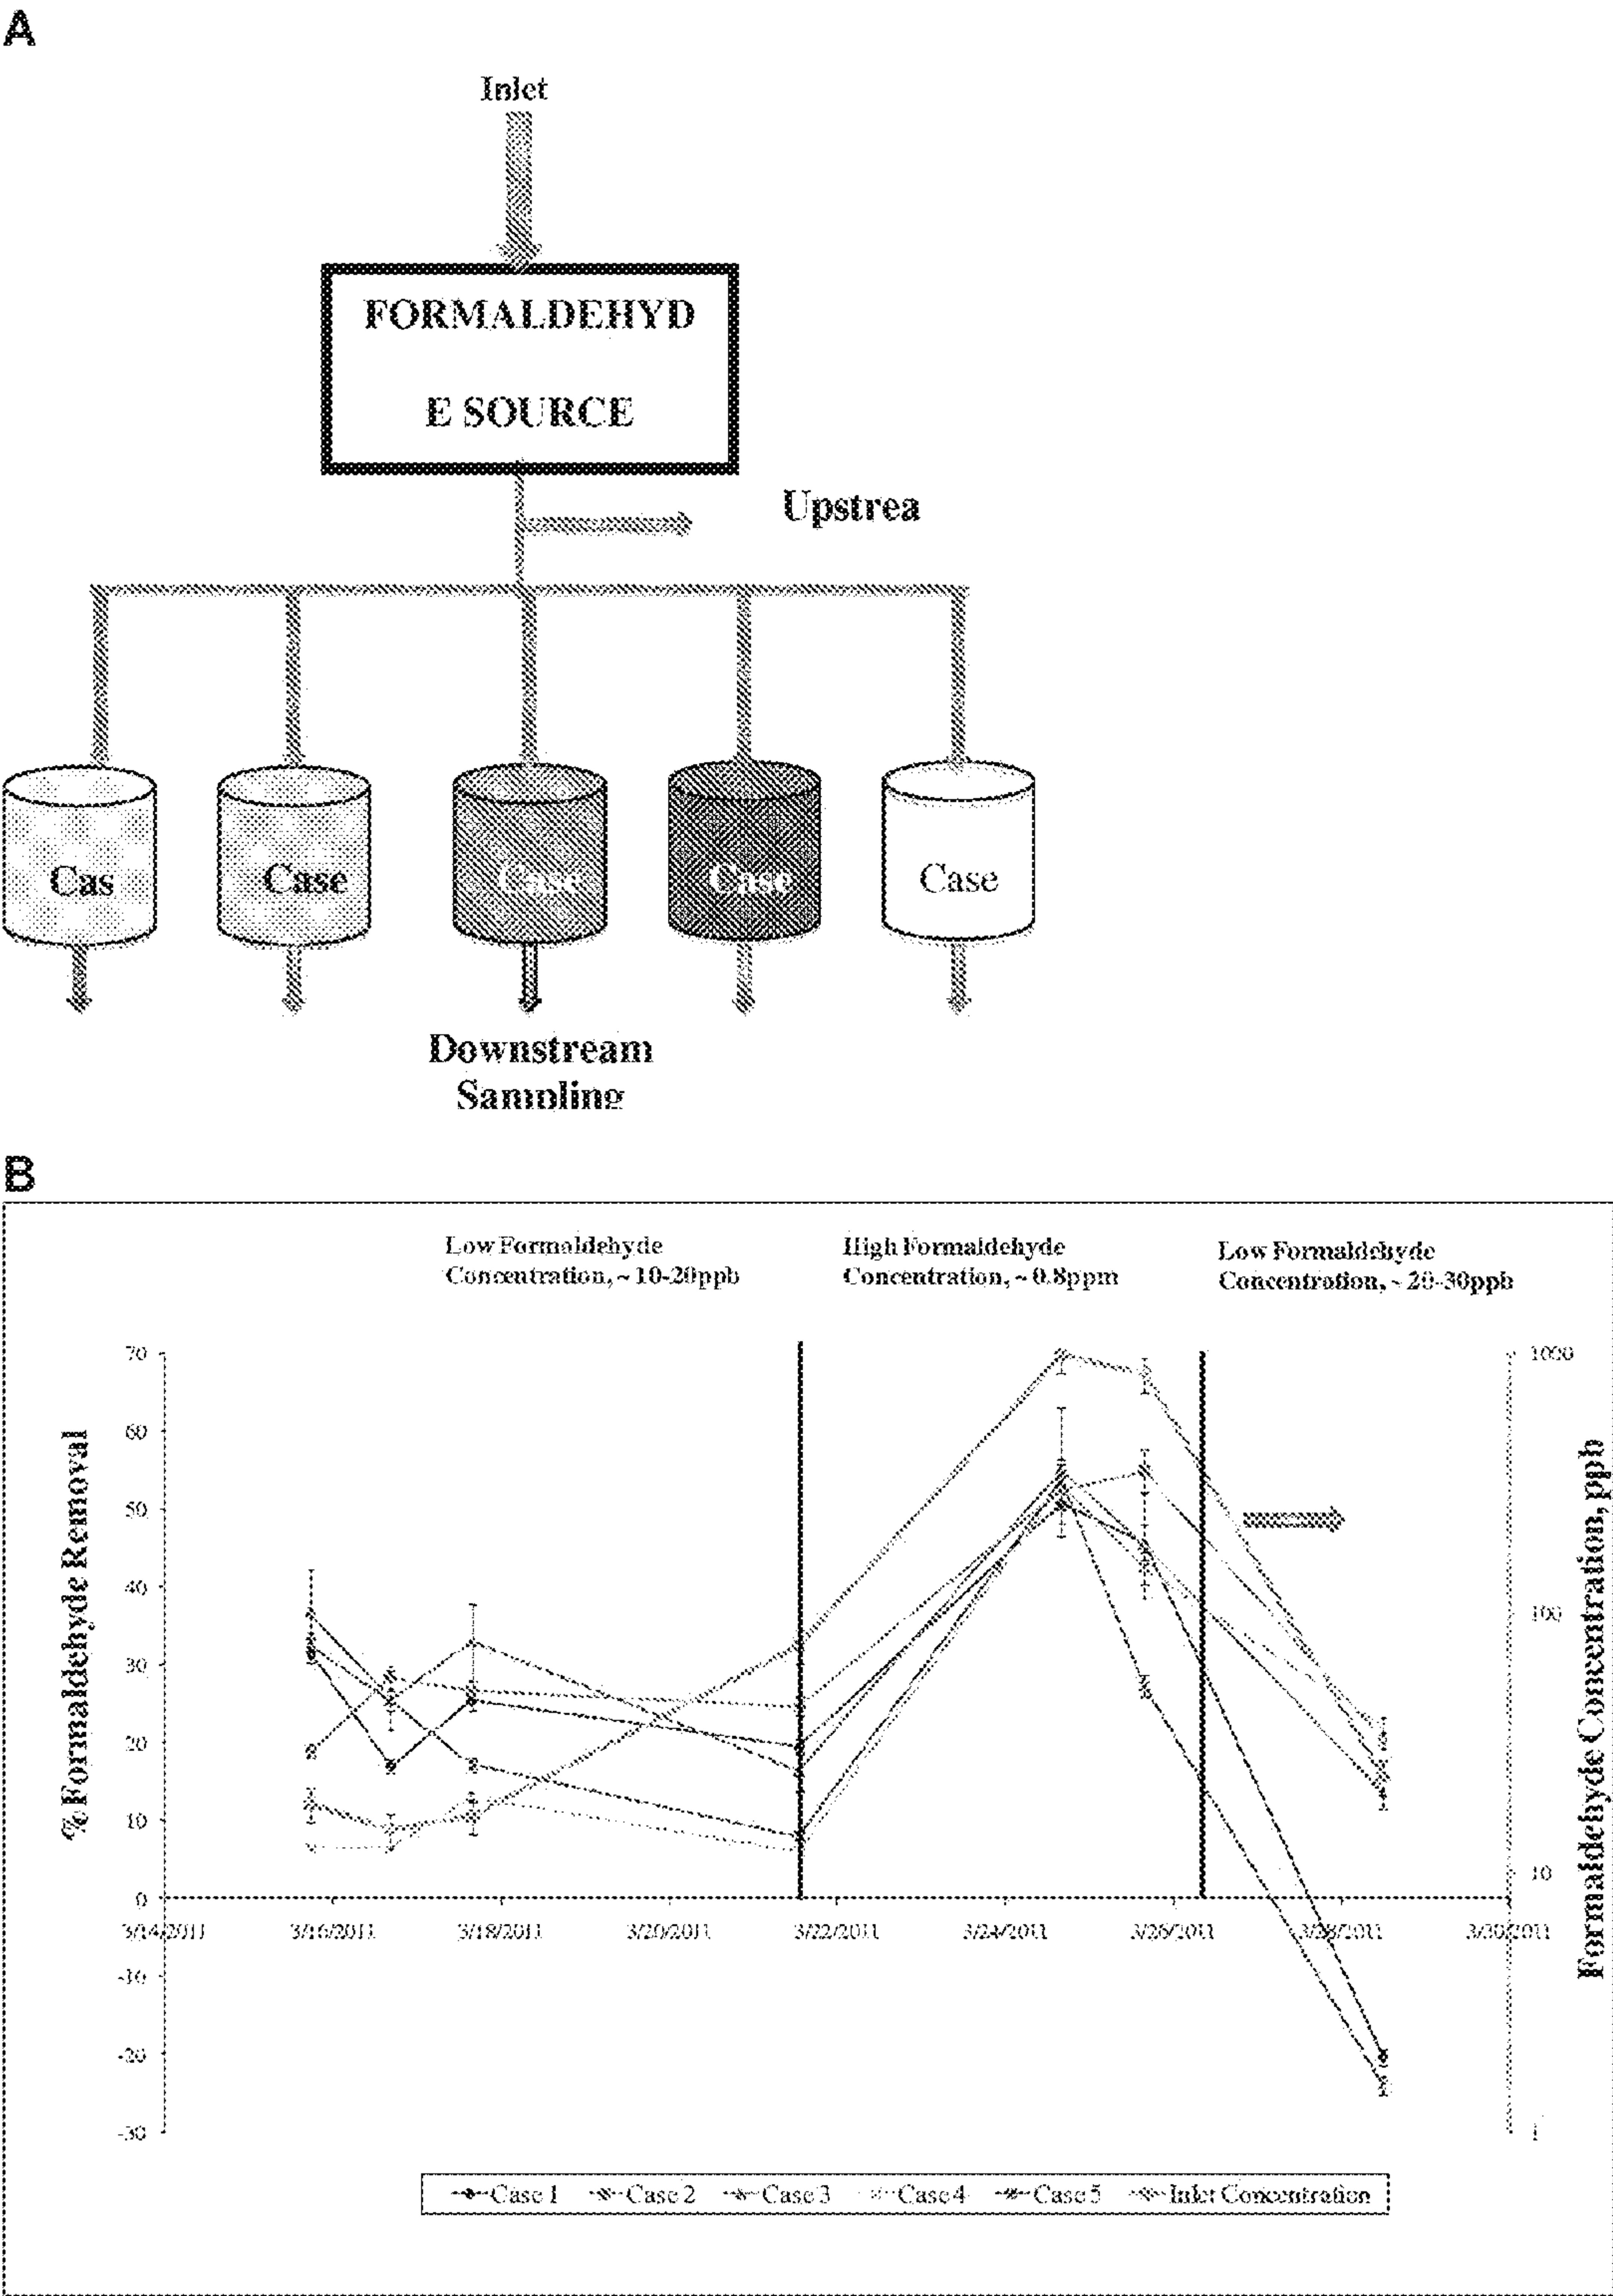 A
Inlet
FORMALDEHYD
E SOURCE
Upstrea
Cas
Case
Case
Case
Case
Downstream
Sampling
B
Low Formaldehyde
Concentration, ~ 10-20ppb
High Formaldehyde
Concentration, ~ 0.8ppm
Low Formaldehyde
Concentration, ~ 20-30ppb
% Formaldehyde Removal
70
60
50
40
30
20
10
0
-10
-20
-30
3/14/2011
3/16/2011
3/18/2011
3/20/2011
3/22/2011
3/24/2011
3/26/2011
3/28/2011
3/30/2011
1000
100
10
1
Formaldehyde Concentration, ppb
Case 1
Case 2
Case 3
Case 4
Case 5
Inlet Concentration